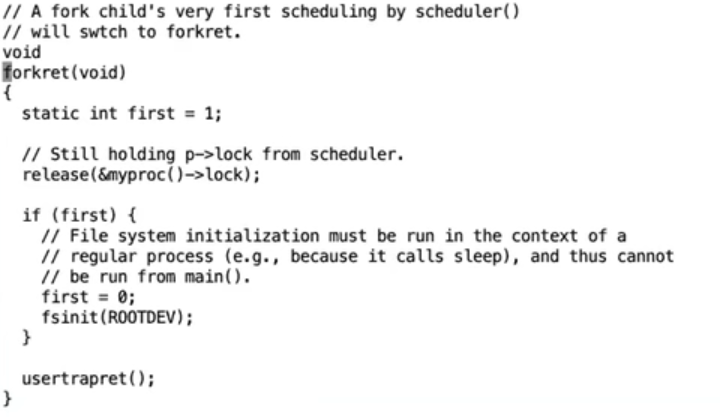 // A fork child's very first scheduling by scheduler()
// will swtch to forkret.
void
forkret(void)
{
  static int first = 1;

  // Still holding p->lock from scheduler.
  release(&myproc()->lock);

  if (first) {
    // File system initialization must be run in the context of a
    // regular process (e.g., because it calls sleep), and thus cannot
    // be run from main().
    first = 0;
    fsinit(ROOTDEV);
  }

  usertrapret();
}